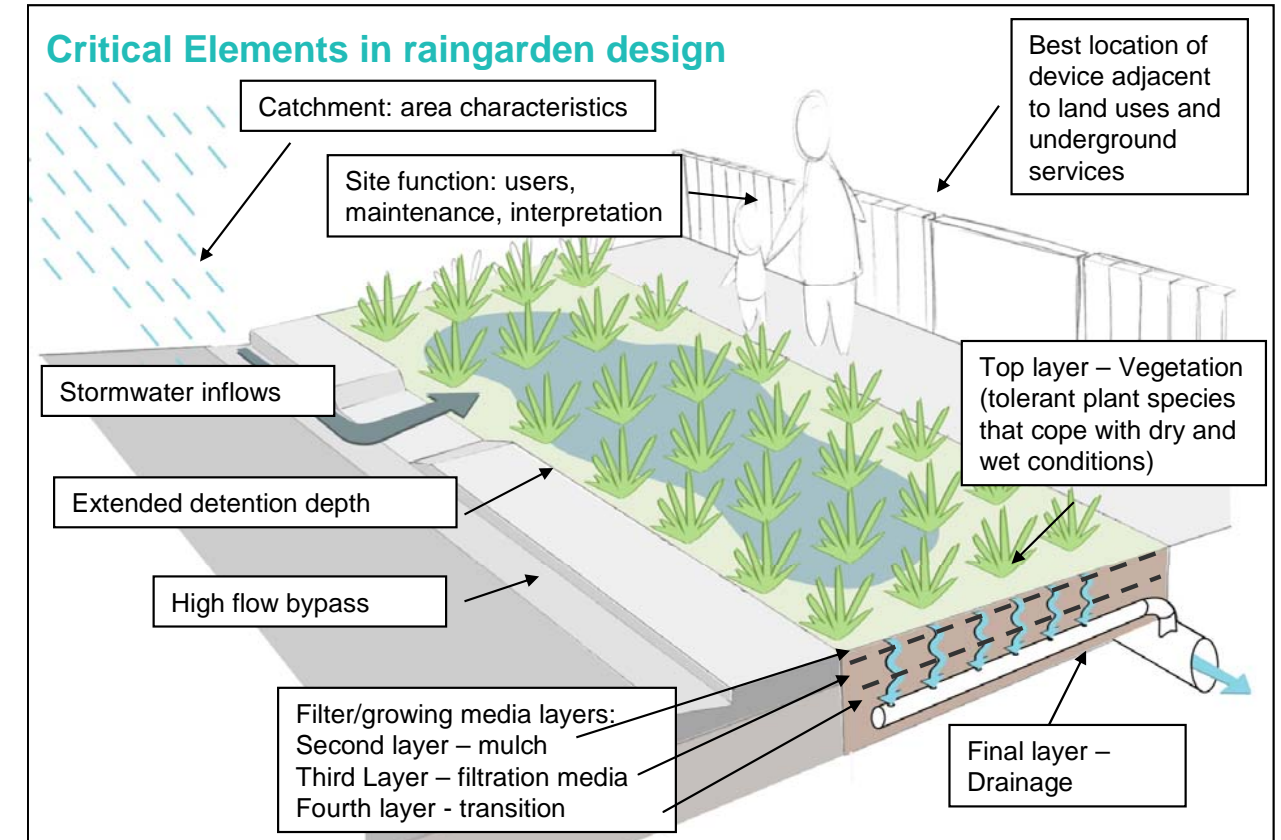 Critical Elements in raingarden design
Best location of
device adjacent
to land uses and
underground
services
Catchment: area characteristics
Site function: users,
maintenance, interpretation
Stormwater inflows
Top layer – Vegetation
(tolerant plant species
that cope with dry and
wet conditions)
Extended detention depth
High flow bypass
Filter/growing media layers:
Second layer – mulch
Third Layer – filtration media
Fourth layer - transition
Final layer –
Drainage